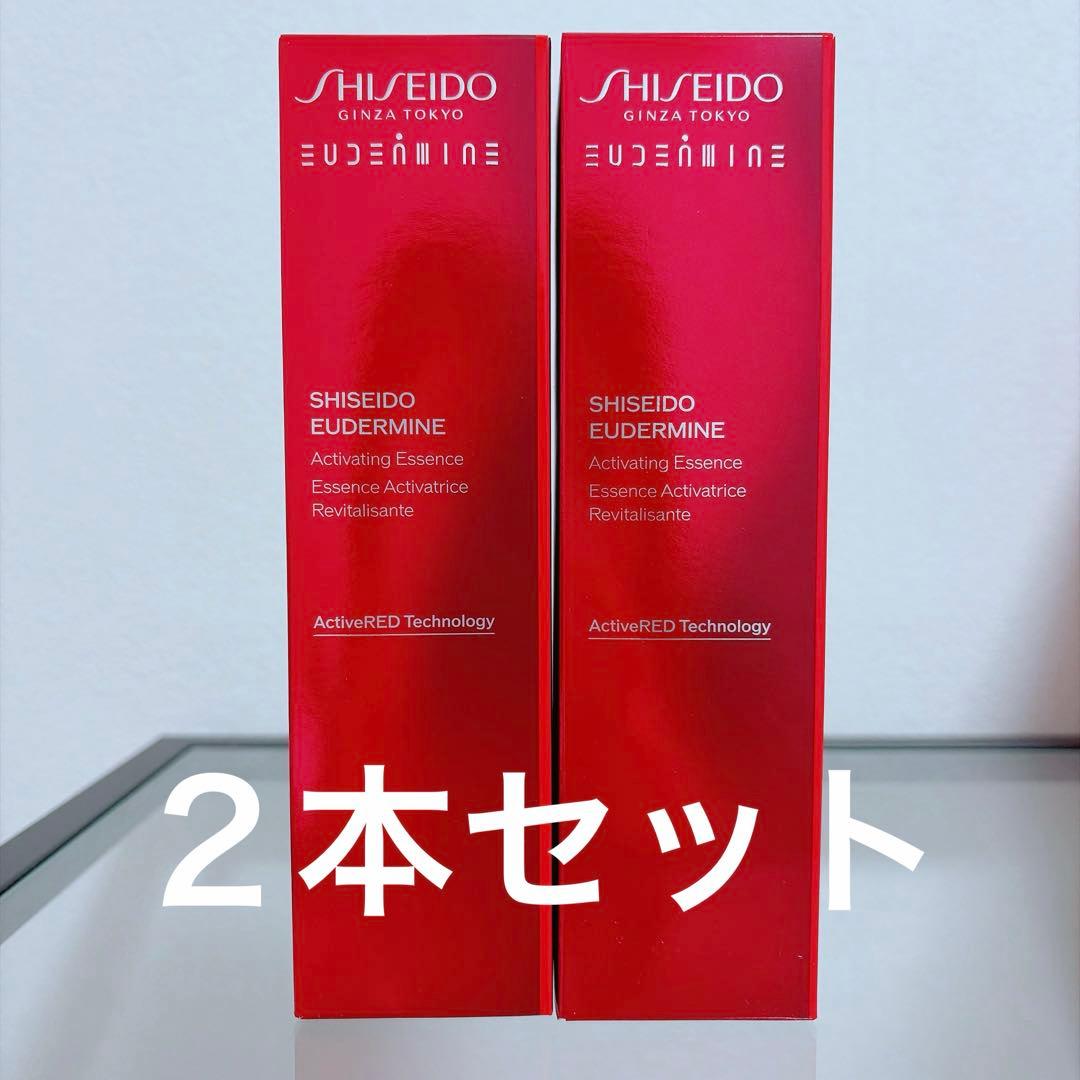 SHISEIDO
GINZA TOKYO
EUDERMINE
SHISEIDO
EUDERMINE
Activating Essence
Essence Activatrice
Revitalisante
ActiveRED Technology
SHISEIDO
GINZA TOKYO
EUDERMINE
SHISEIDO
EUDERMINE
Activating Essence
Essence Activatrice
Revitalisante
ActiveRED Technology
2本セット